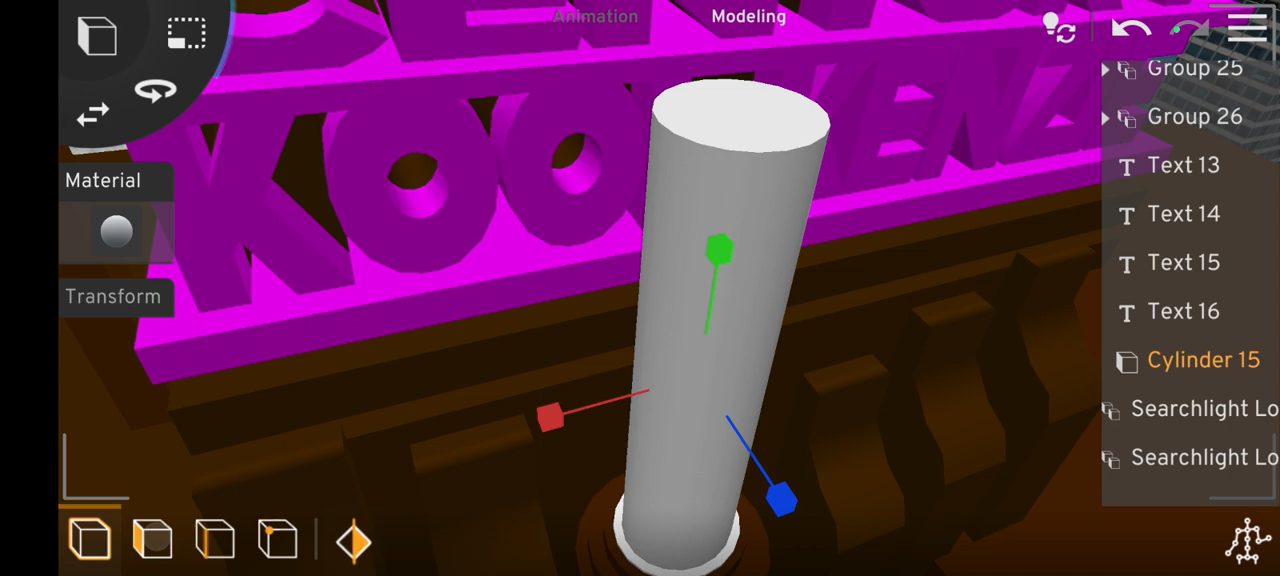 Animation
Modeling
Material
Transform
Group 25
Group 26
Text 13
Text 14
Text 15
Text 16
Cylinder 15
Searchlight Lo
Searchlight Lo